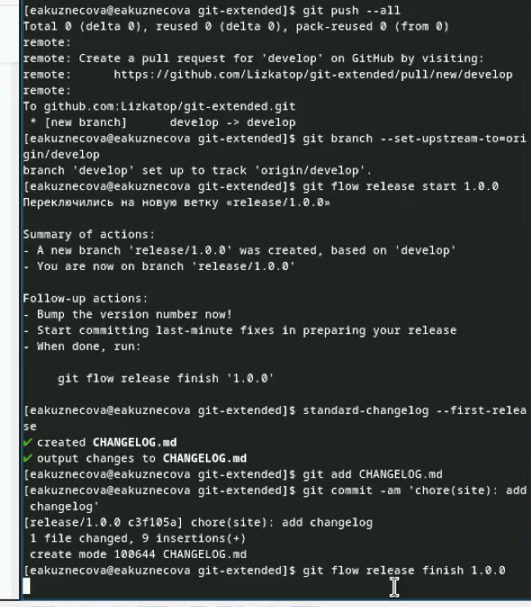 [eakuznecova@eakuznecova git-extended]$ git push --all
Total 0 (delta 0), reused 0 (delta 0), pack-reused 0 (from 0)
remote:
remote: Create a pull request for 'develop' on GitHub by visiting:
remote:      https://github.com/Lizkatop/git-extended/pull/new/develop
remote:
To github.com:Lizkatop/git-extended.git
 * [new branch]      develop -> develop
[eakuznecova@eakuznecova git-extended]$ git branch --set-upstream-to=ori
gin/develop
branch 'develop' set up to track 'origin/develop'.
[eakuznecova@eakuznecova git-extended]$ git flow release start 1.0.0
Переключились на новую ветку «release/1.0.0»

Summary of actions:
- A new branch 'release/1.0.0' was created, based on 'develop'
- You are now on branch 'release/1.0.0'

Follow-up actions:
- Bump the version number now!
- Start committing last-minute fixes in preparing your release
- When done, run:

     git flow release finish '1.0.0'

[eakuznecova@eakuznecova git-extended]$ standard-changelog --first-relea
se
✔ created CHANGELOG.md
✔ output changes to CHANGELOG.md
[eakuznecova@eakuznecova git-extended]$ git add CHANGELOG.md
[eakuznecova@eakuznecova git-extended]$ git commit -am 'chore(site): add
 changelog'
[release/1.0.0 c3f105a] chore(site): add changelog
 1 file changed, 9 insertions(+)
 create mode 100644 CHANGELOG.md
[eakuznecova@eakuznecova git-extended]$ git flow release finish 1.0.0